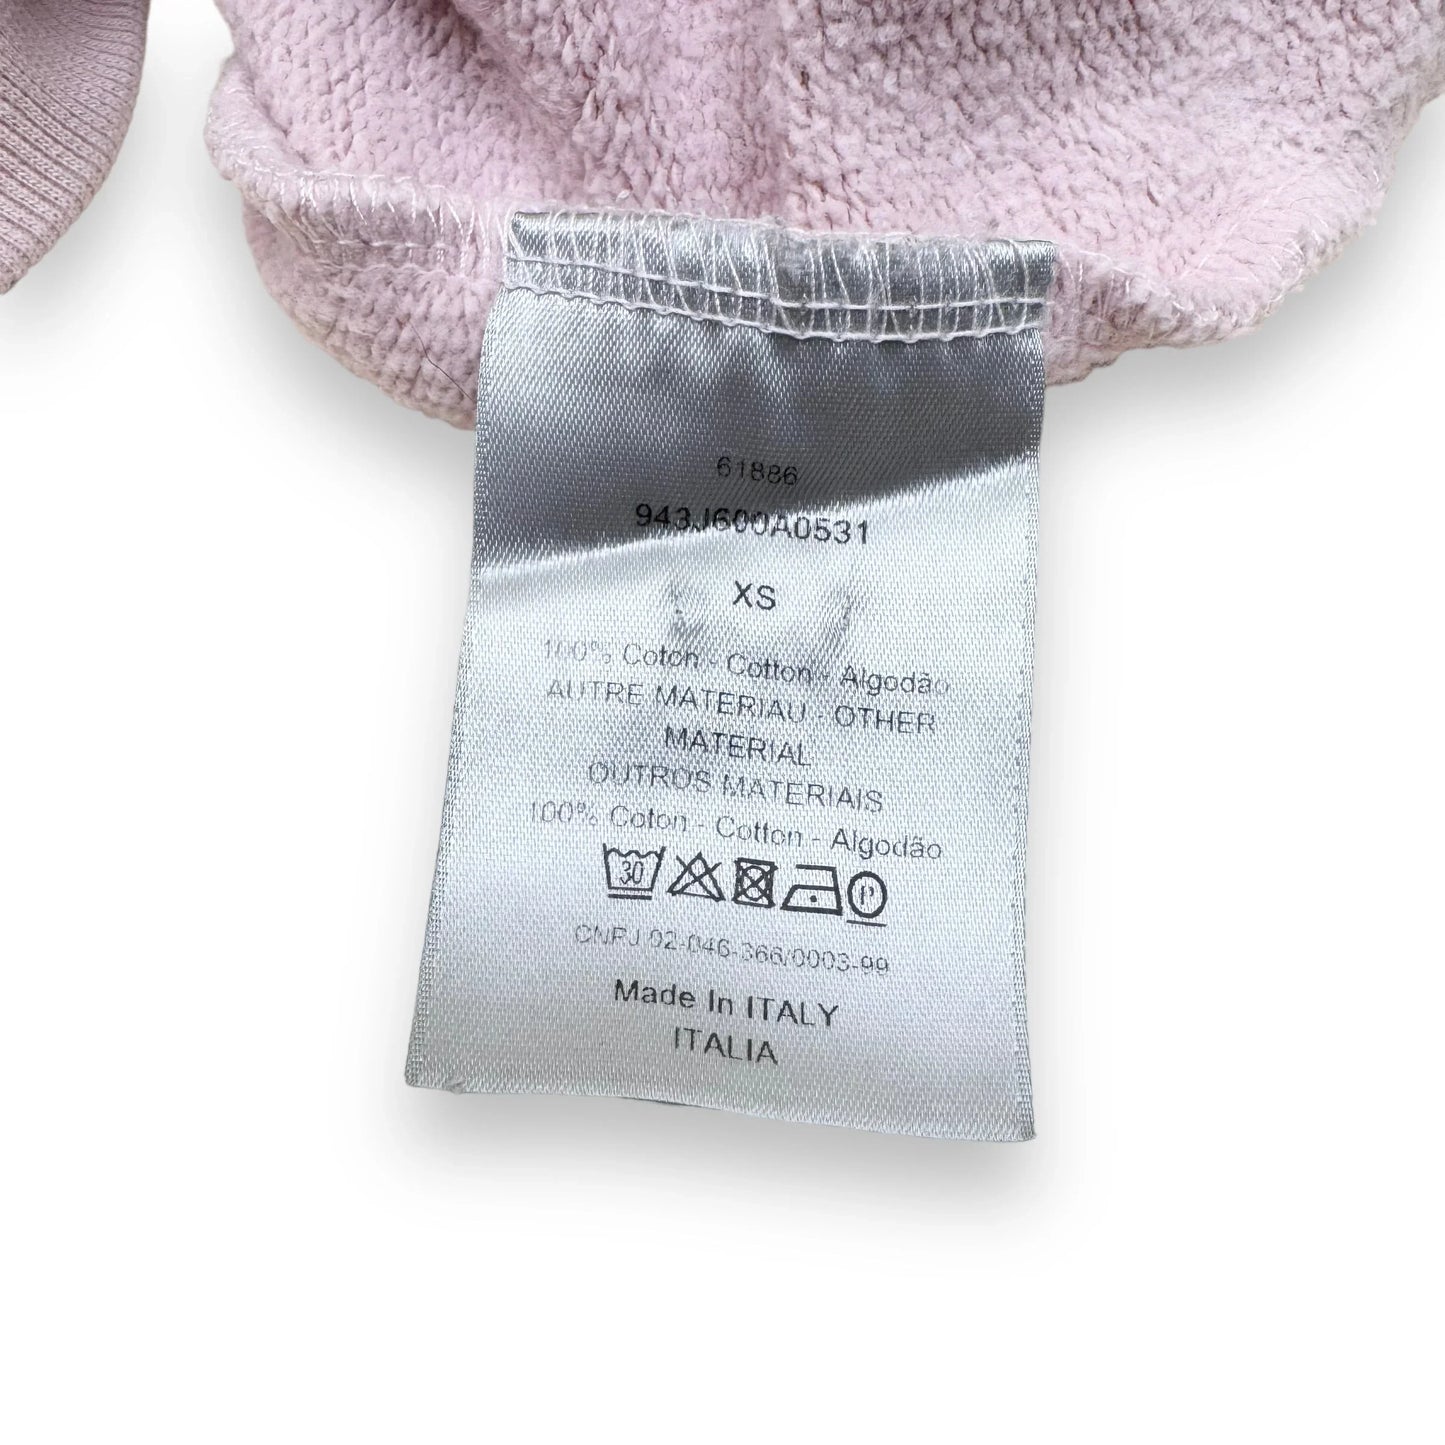 61886
943J600A0531
XS
100% Coton - Cotton - Algodão
AUTRE MATERIAU - OTHER
MATERIAL
OUTROS MATERIAIS
100% Coton - Cotton - Algodão
30 P
CNPJ 02-046-366/0003-99
Made In ITALY
ITALIA